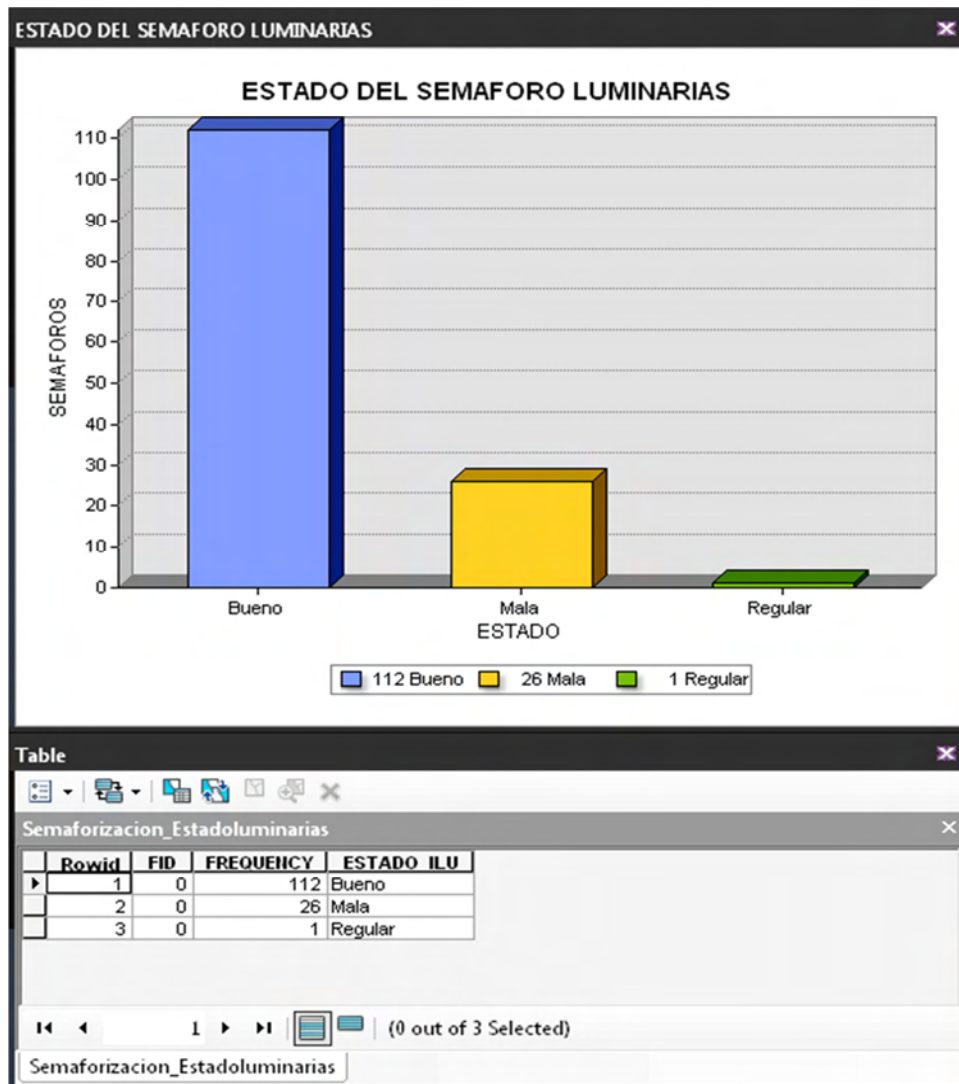 ESTADO DEL SEMAFORO LUMINARIAS
ESTADO DEL SEMAFORO LUMINARIAS
SEMAFOROS
110
100
90
80
70
60
50
40
30
20
10
0
Bueno Mala Regular
ESTADO
112 Bueno 26 Mala 1 Regular
Table
Semaforizacion_Estadoluminarias
Rowid FID FREQUENCY ESTADO_ILU
1 0 112 Bueno
2 0 26 Mala
3 0 1 Regular
1 (0 out of 3 Selected)
Semaforizacion_Estadoluminarias